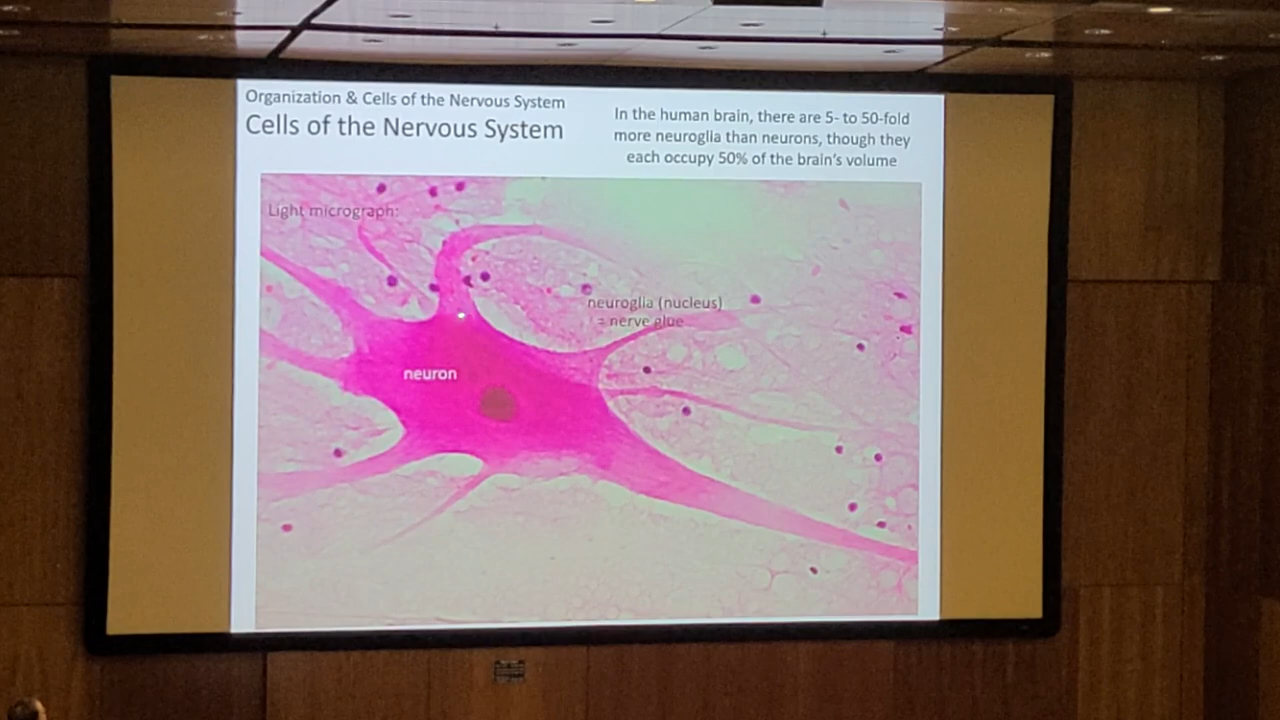 Organization & Cells of the Nervous System
Cells of the Nervous System
In the human brain, there are 5- to 50-fold
more neuroglia than neurons, though they
each occupy 50% of the brain's volume
Light micrograph:
neuroglia (nucleus)
= nerve glue
neuron